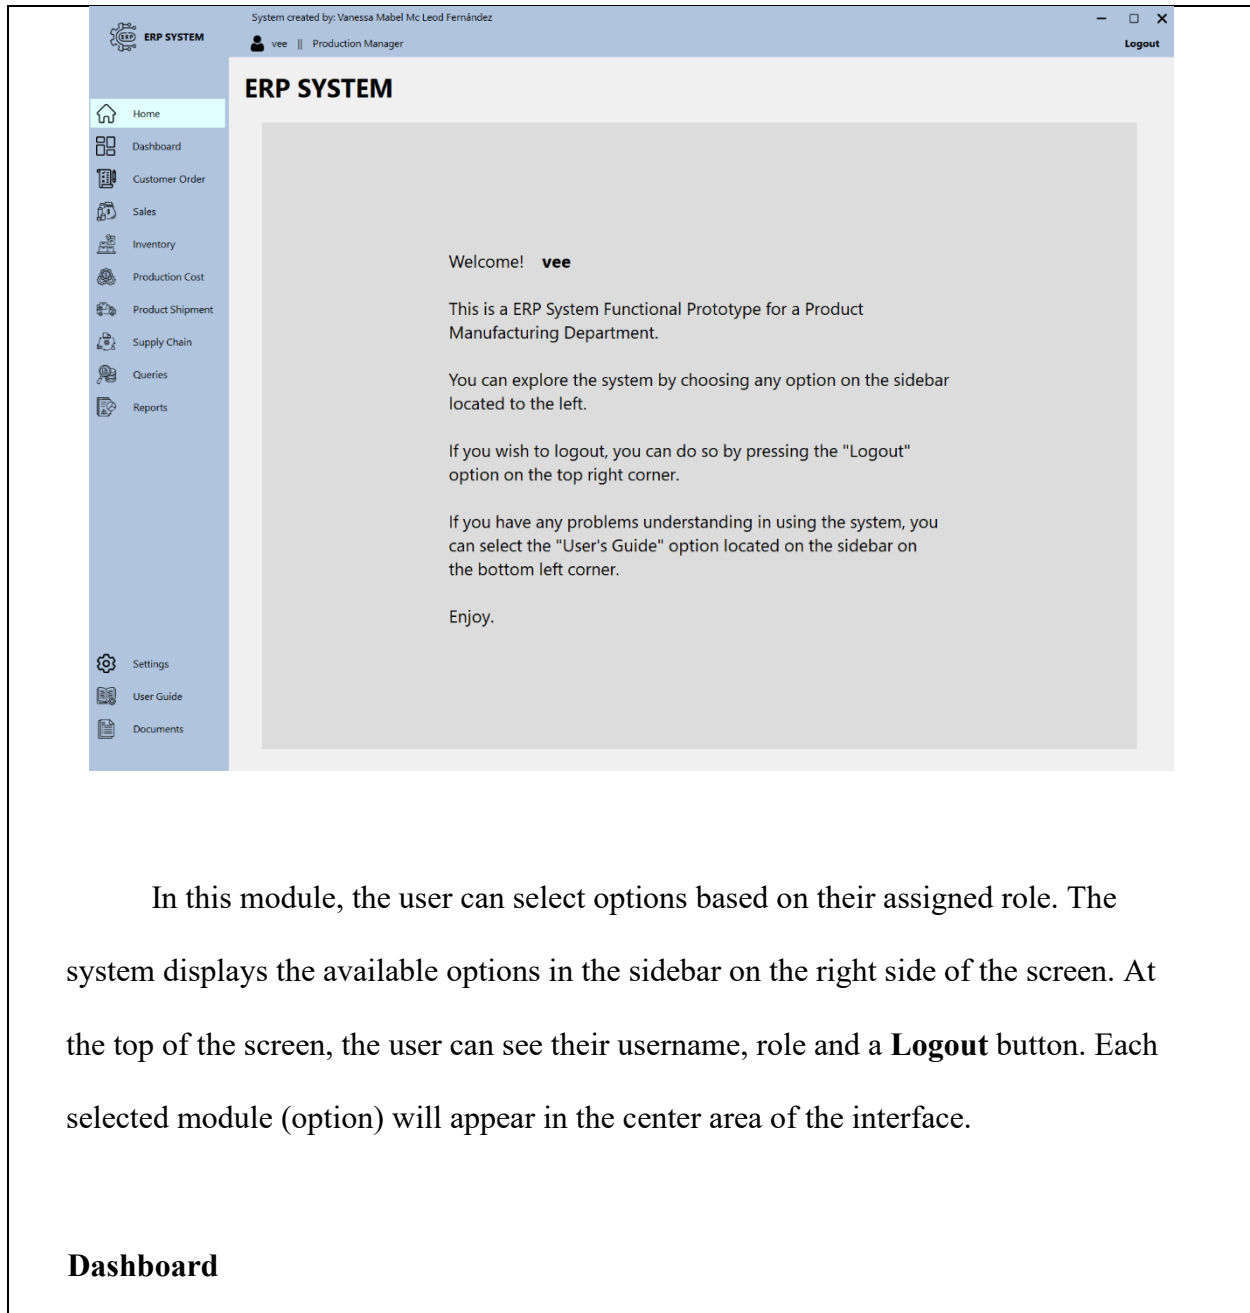 System created by: Vanessa Mabel Mc Leod Fernández
ERP
ERP SYSTEM
vee || Production Manager
Logout
ERP SYSTEM
Home
Dashboard
Customer Order
Sales
Inventory
Production Cost
Product Shipment
Supply Chain
Queries
Reports
Settings
User Guide
Documents
Welcome! vee
This is a ERP System Functional Prototype for a Product
Manufacturing Department.
You can explore the system by choosing any option on the sidebar
located to the left.
If you wish to logout, you can do so by pressing the "Logout"
option on the top right corner.
If you have any problems understanding in using the system, you
can select the "User's Guide" option located on the sidebar on
the bottom left corner.
Enjoy.
In this module, the user can select options based on their assigned role. The
system displays the available options in the sidebar on the right side of the screen. At
the top of the screen, the user can see their username, role and a Logout button. Each
selected module (option) will appear in the center area of the interface.
Dashboard